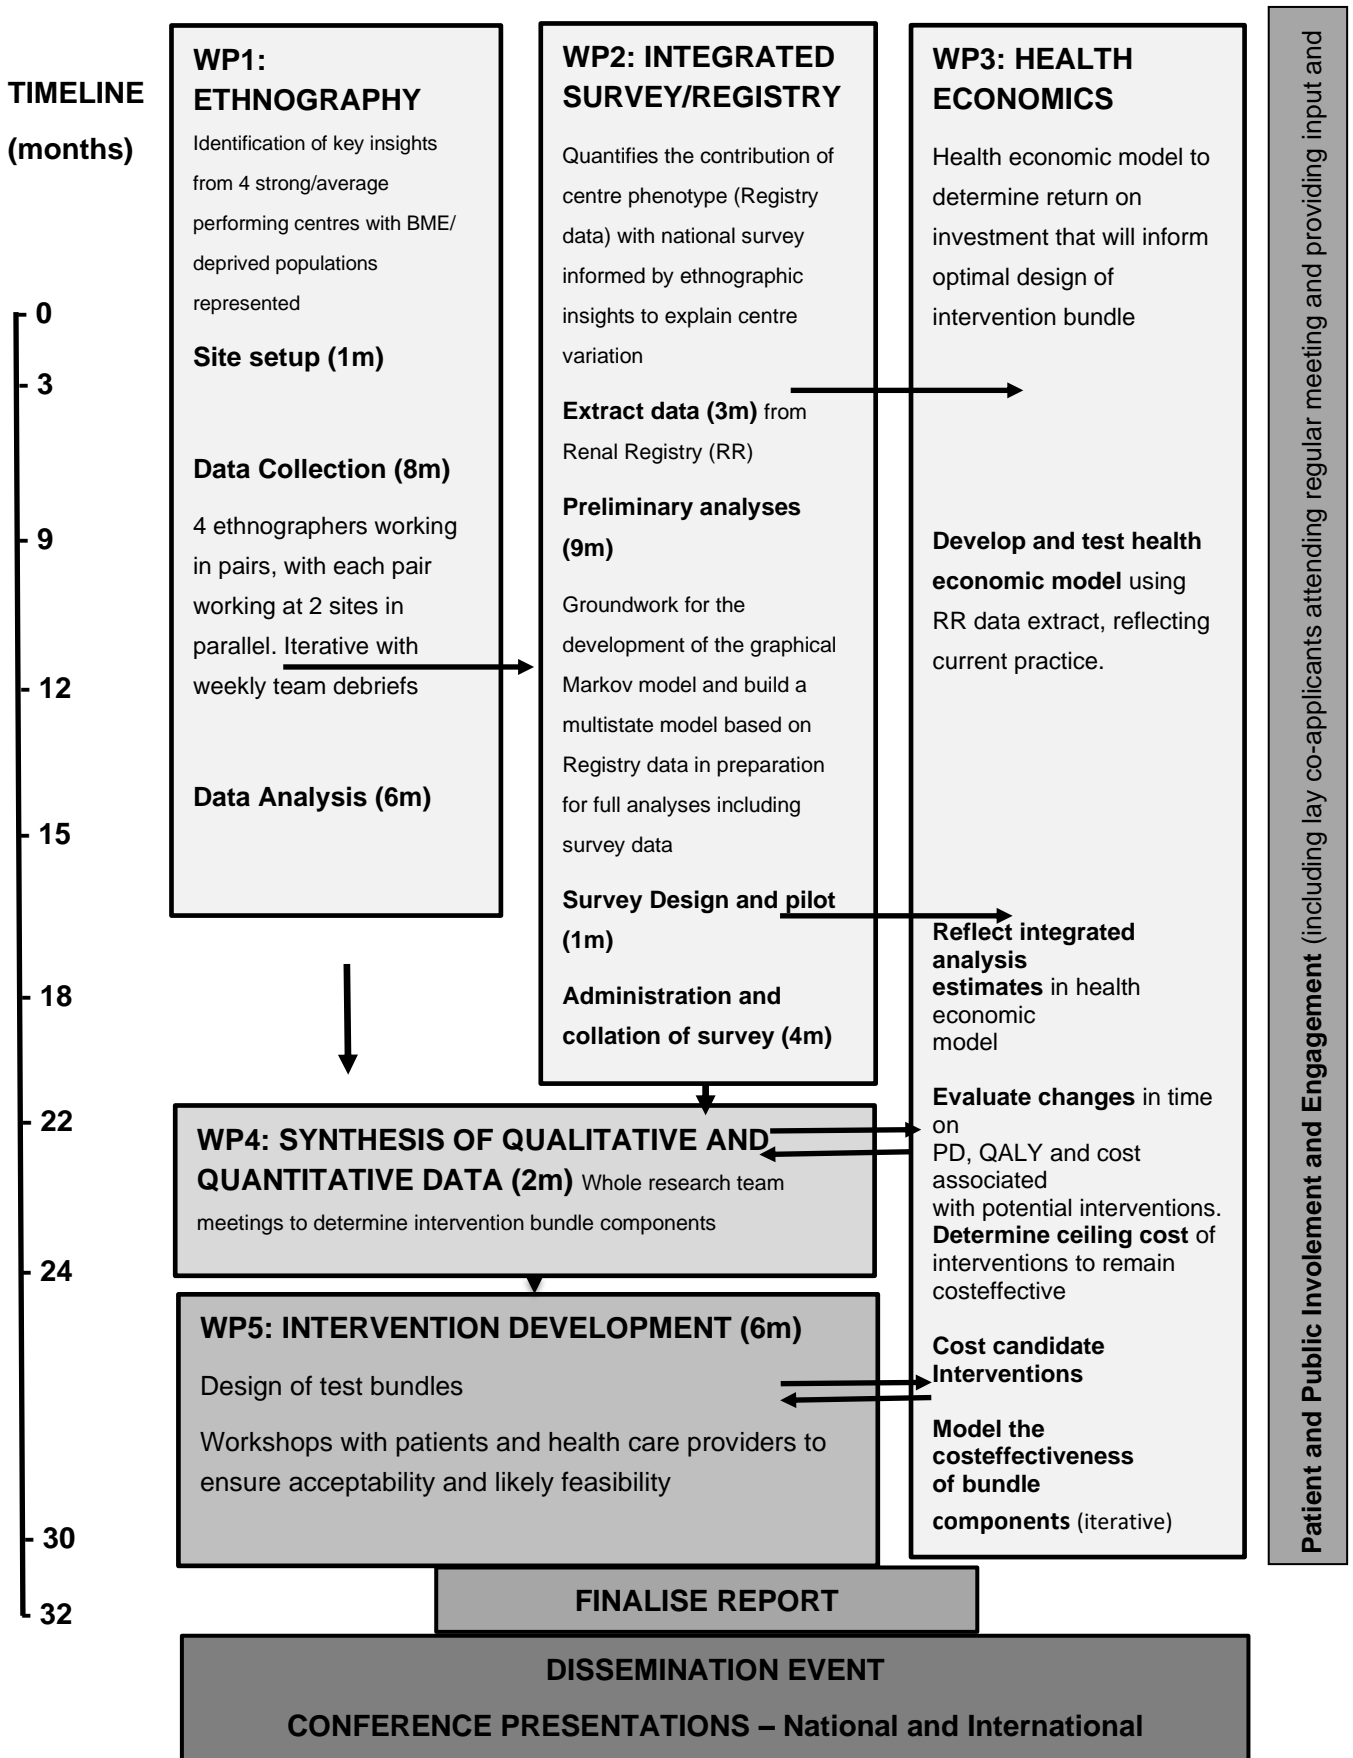 TIMELINE
(months)
- 0
- 3
- 9
- 12
- 15
- 18
- 22
- 24
- 30
- 32
WP1:
ETHNOGRAPHY
Identification of key insights
from 4 strong/average
performing centres with BME/
deprived populations
represented
Site setup (1m)
Data Collection (8m)
4 ethnographers working
in pairs, with each pair
working at 2 sites in
parallel. Iterative with
weekly team debriefs
Data Analysis (6m)
WP2: INTEGRATED
SURVEY/REGISTRY
Quantifies the contribution of
centre phenotype (Registry
data) with national survey
informed by ethnographic
insights to explain centre
variation
Extract data (3m) from
Renal Registry (RR)
Preliminary analyses
(9m)
Groundwork for the
development of the graphical
Markov model and build a
multistate model based on
Registry data in preparation
for full analyses including
survey data
Survey Design and pilot
(1m)
Administration and
collation of survey (4m)
WP3: HEALTH
ECONOMICS
Health economic model to
determine return on
investment that will inform
optimal design of
intervention bundle
Develop and test health
economic model using
RR data extract, reflecting
current practice.
Reflect integrated
analysis
estimates in health
economic
model
Evaluate changes in time
on
PD, QALY and cost
associated
with potential interventions.
Determine ceiling cost of
interventions to remain
costeffective
Cost candidate
Interventions
Model the
costeffectiveness
of bundle
components (iterative)
WP4: SYNTHESIS OF QUALITATIVE AND
QUANTITATIVE DATA (2m) Whole research team
meetings to determine intervention bundle components
WP5: INTERVENTION DEVELOPMENT (6m)
Design of test bundles
Workshops with patients and health care providers to
ensure acceptability and likely feasibility
FINALISE REPORT
DISSEMINATION EVENT
CONFERENCE PRESENTATIONS – National and International
Patient and Public Involement and Engagement (including lay co-applicants attending regular meeting and providing input and